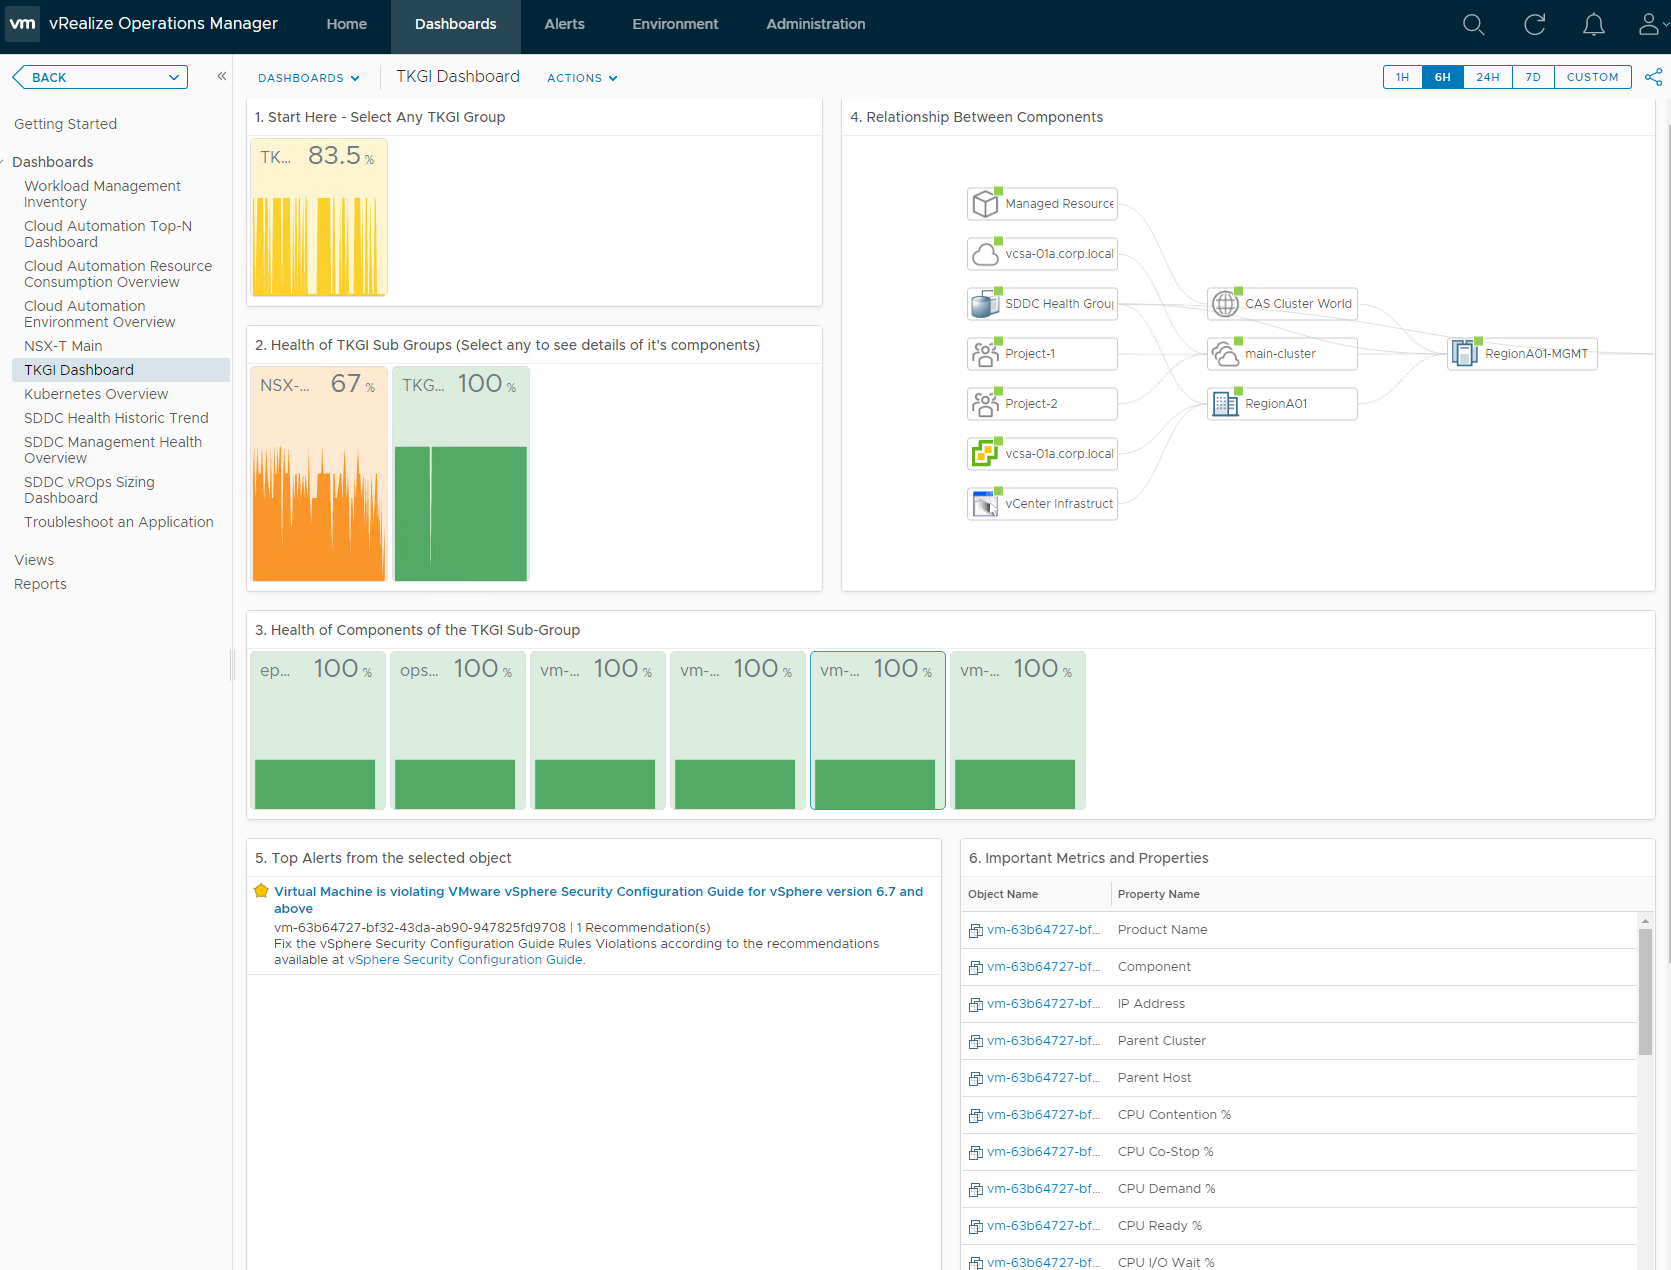 vm vRealize Operations Manager Home Dashboards Alerts Environment Administration
BACK
DASHBOARDS TKGI Dashboard ACTIONS 1H 6H 24H 7D CUSTOM
Getting Started
Dashboards
Workload Management
Inventory
Cloud Automation Top-N
Dashboard
Cloud Automation Resource
Consumption Overview
Cloud Automation
Environment Overview
NSX-T Main
TKGI Dashboard
Kubernetes Overview
SDDC Health Historic Trend
SDDC Management Health
Overview
SDDC vROps Sizing
Dashboard
Troubleshoot an Application
Views
Reports
1. Start Here - Select Any TKGI Group
TK... 83.5 %
2. Health of TKGI Sub Groups (Select any to see details of it's components)
NSX-... 67 %
TKG... 100 %
4. Relationship Between Components
Managed Resource
vcsa-01a.corp.local
SDDC Health Grou
Project-1
Project-2
vcsa-01a.corp.local
vCenter Infrastruct
CAS Cluster World
main-cluster
RegionA01
RegionA01-MGMT
3. Health of Components of the TKGI Sub-Group
ep... 100 %
ops... 100 %
vm-... 100 %
vm-... 100 %
vm-... 100 %
vm-... 100 %
5. Top Alerts from the selected object
Virtual Machine is violating VMware vSphere Security Configuration Guide for vSphere version 6.7 and
above
vm-63b64727-bf32-43da-ab90-947825fd9708 | 1 Recommendation(s)
Fix the vSphere Security Configuration Guide Rules Violations according to the recommendations
available at vSphere Security Configuration Guide.
6. Important Metrics and Properties
Object Name Property Name
vm-63b64727-bf... Product Name
vm-63b64727-bf... Component
vm-63b64727-bf... IP Address
vm-63b64727-bf... Parent Cluster
vm-63b64727-bf... Parent Host
vm-63b64727-bf... CPU Contention %
vm-63b64727-bf... CPU Co-Stop %
vm-63b64727-bf... CPU Demand %
vm-63b64727-bf... CPU Ready %
vm-63b64727-bf... CPU I/O Wait %